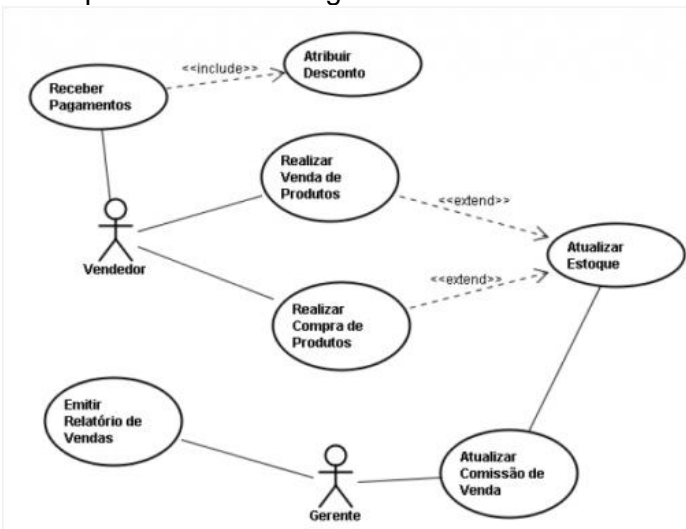 <<include>>
Atribuir
Desconto
Receber
Pagamentos
Realizar
Venda de
Produtos
<<extend>>
Atualizar
Estoque
Vendedor
<<extend>>
Realizar
Compra de
Produtos
Emitir
Relatório de
Vendas
Atualizar
Comissão de
Venda
Gerente